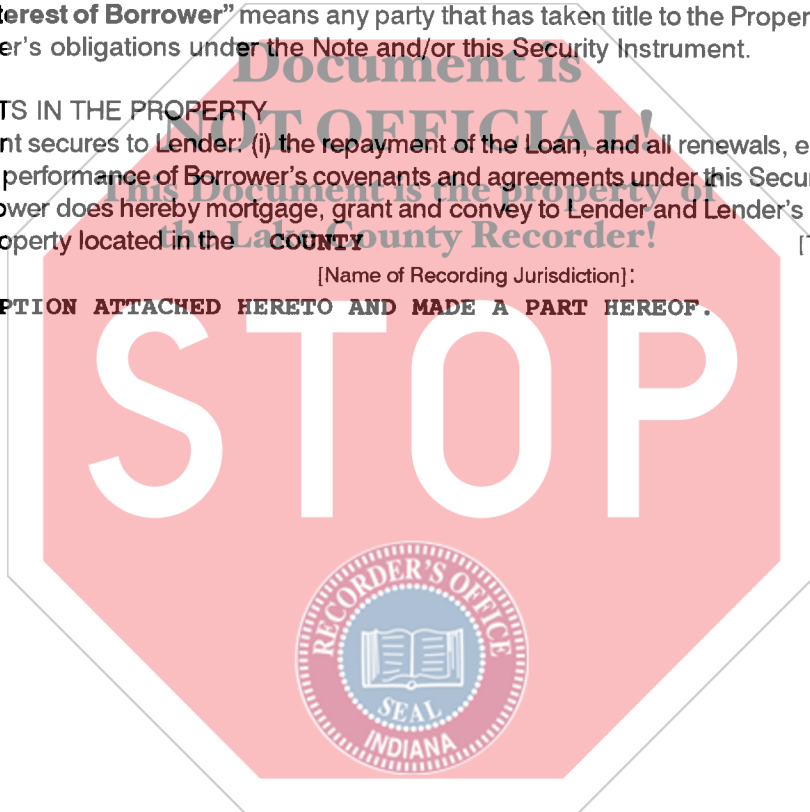 terest of Borrower" means any party that has taken title to the Proper
er's obligations under the Note and/or this Security Instrument.
Document is
TS IN THE PROPERTY
NOT OFFICIAL!
nt secures to Lender: (i) the repayment of the Loan, and all renewals, e
performance of Borrower's covenants and agreements under this Secur
This Document is the property of
ower does hereby mortgage, grant and convey to Lender and Lender's
operty located in the COUNTY [T
the Lake County Recorder!
[Name of Recording Jurisdiction]:
PTION ATTACHED HERETO AND MADE A PART HEREOF.
STOP
RECORDER'S OFFICE
SEAL
INDIANA